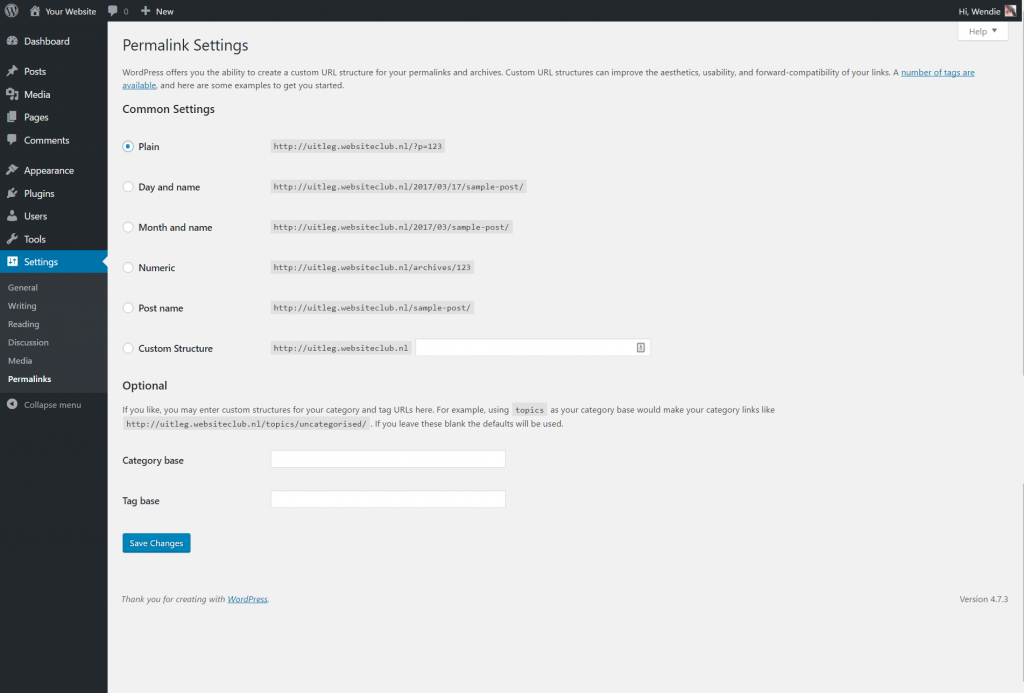 Your Website 0 New Hi, Wendie
Help ▼
Dashboard
Posts
Media
Pages
Comments
Appearance
Plugins
Users
Tools
Settings
General
Writing
Reading
Discussion
Media
Permalinks
Collapse menu
Permalink Settings
WordPress offers you the ability to create a custom URL structure for your permalinks and archives. Custom URL structures can improve the aesthetics, usability, and forward-compatibility of your links. A number of tags are
available, and here are some examples to get you started.
Common Settings
Plain http://uitleg.websiteclub.nl/?p=123
Day and name http://uitleg.websiteclub.nl/2017/03/17/sample-post/
Month and name http://uitleg.websiteclub.nl/2017/03/sample-post/
Numeric http://uitleg.websiteclub.nl/archives/123
Post name http://uitleg.websiteclub.nl/sample-post/
Custom Structure http://uitleg.websiteclub.nl
Optional
If you like, you may enter custom structures for your category and tag URLs here. For example, using topics as your category base would make your category links like
http://uitleg.websiteclub.nl/topics/uncategorised/ . If you leave these blank the defaults will be used.
Category base
Tag base
Save Changes
Thank you for creating with WordPress. Version 4.7.3